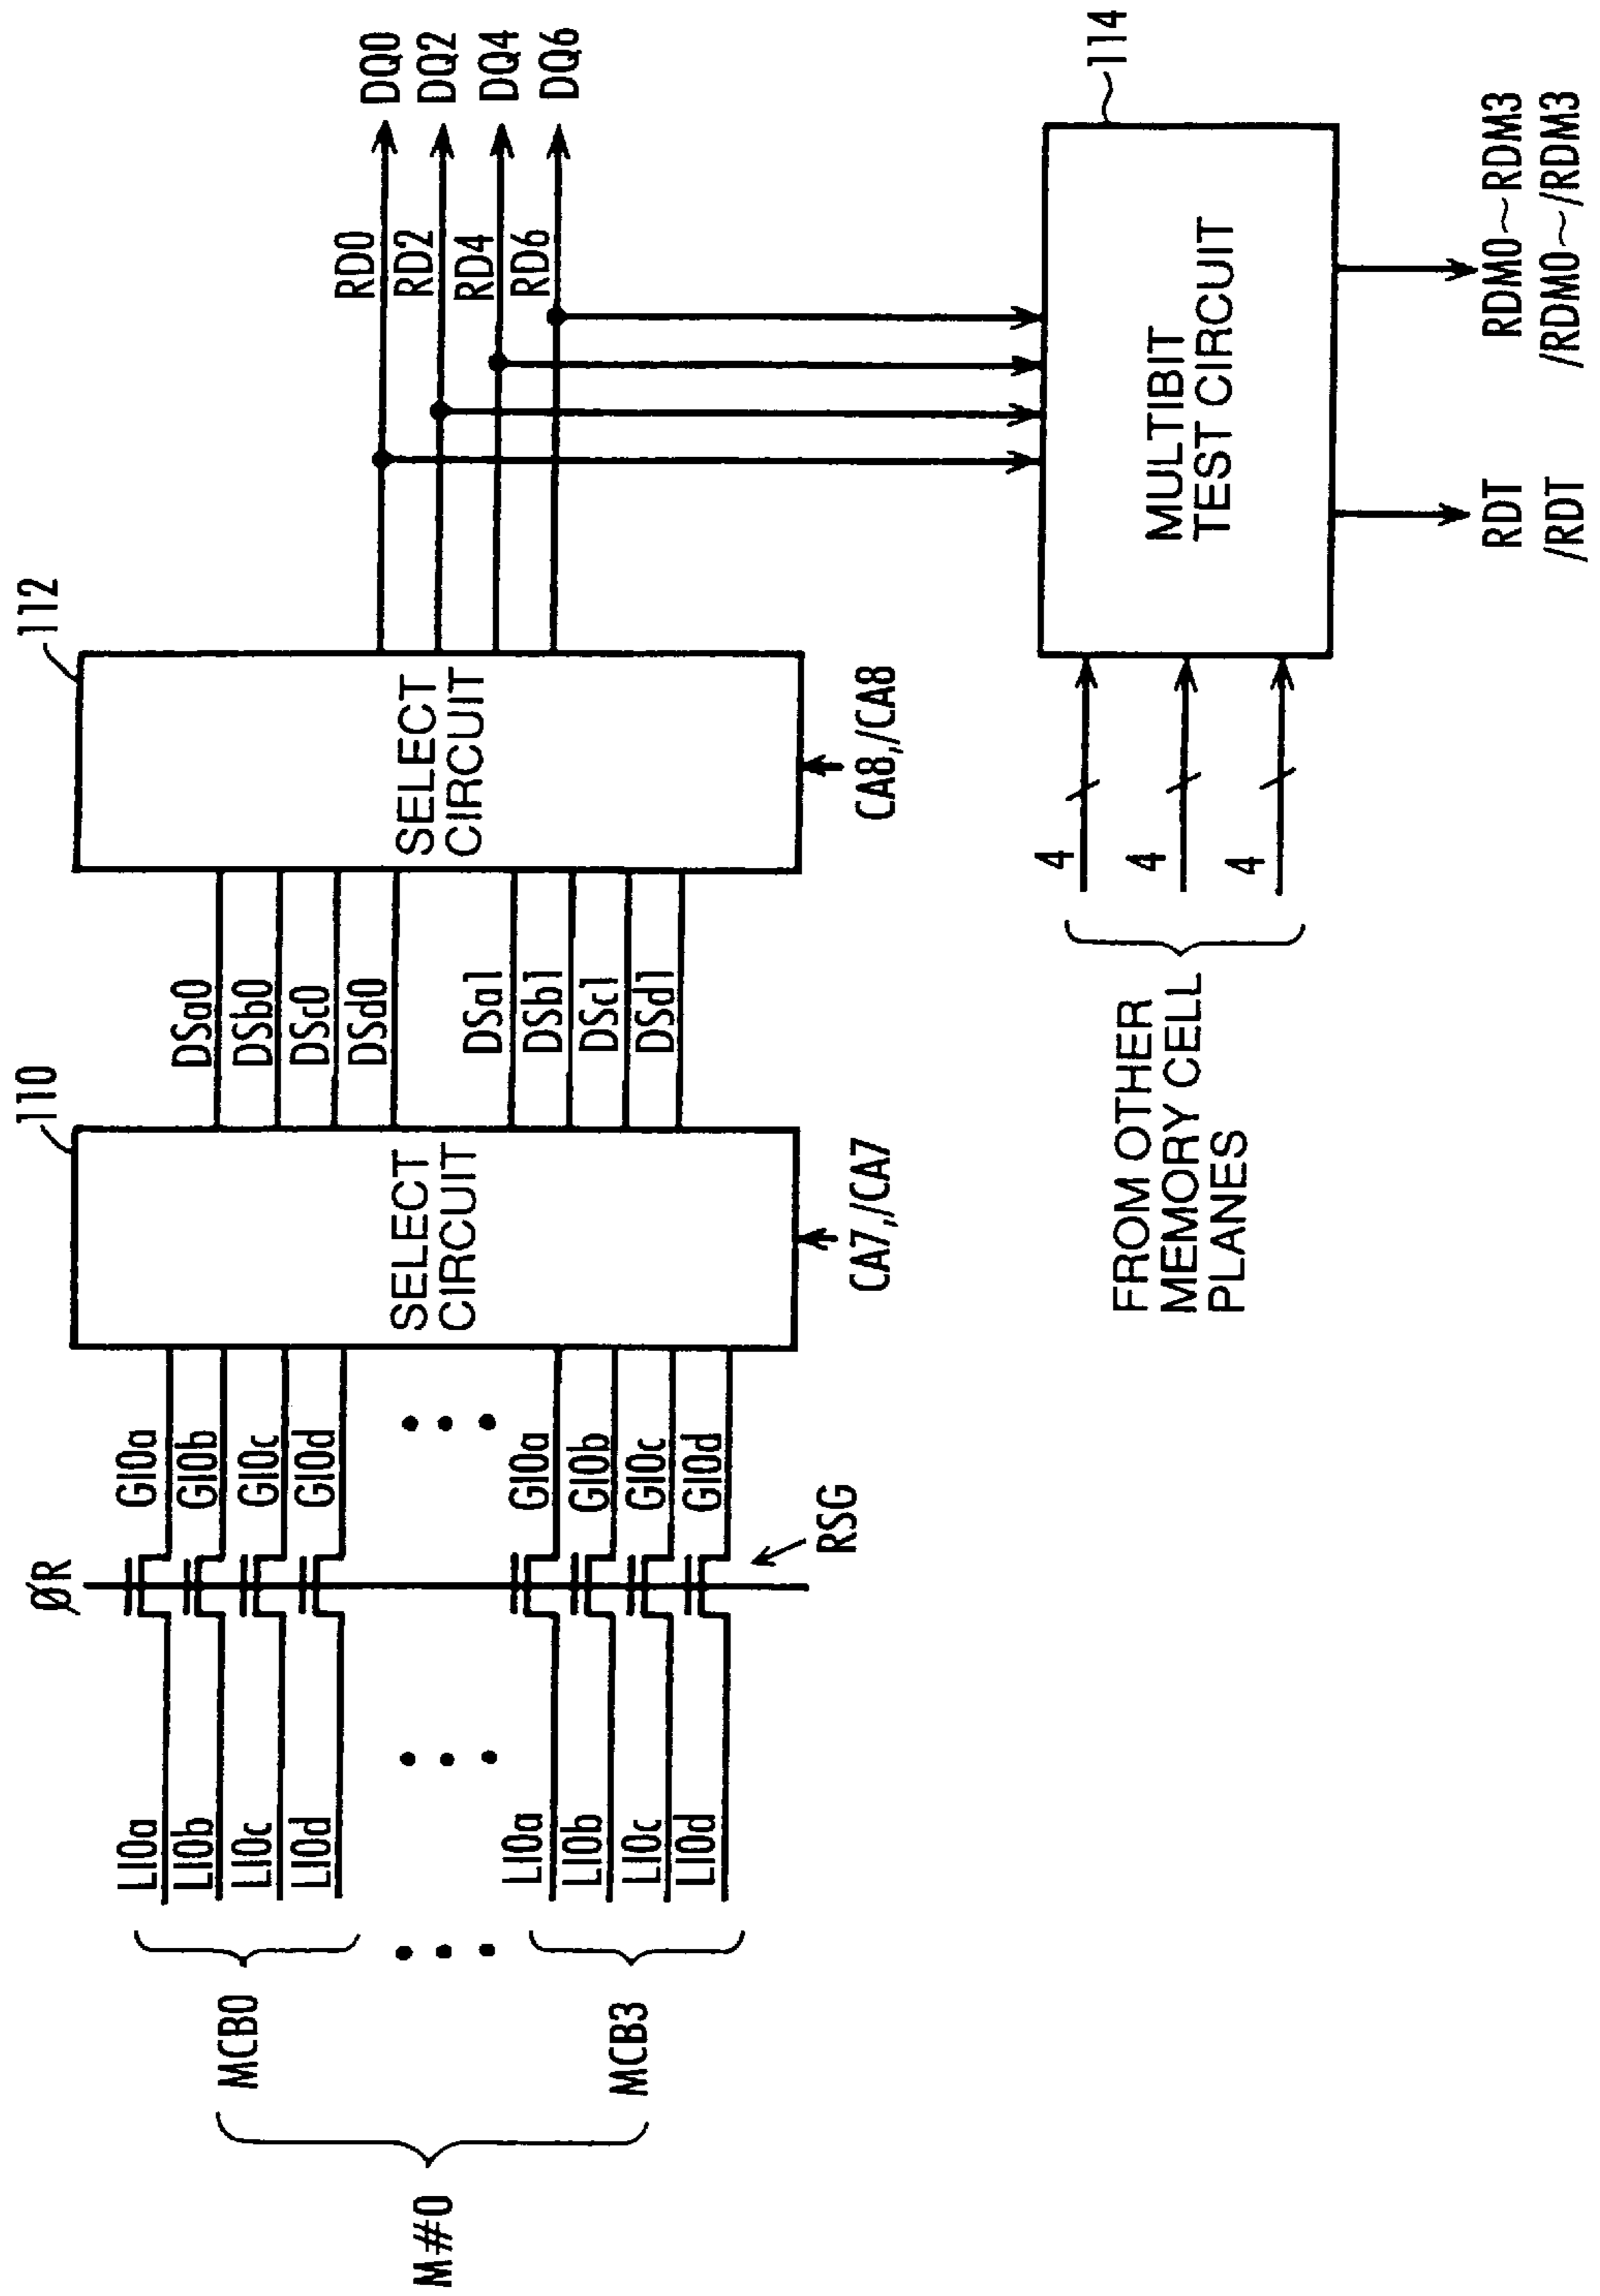 M#0
MCB0
MCB3
LIOa
LIOb
LIOc
LIOd
LIOa
LIOb
LIOc
LIOd
ØR
RSG
GIOa
GIOb
GIOc
GIOd
GIOa
GIOb
GIOc
GIOd
110
SELECT
CIRCUIT
CA7,/CA7
DSa0
DSb0
DSc0
DSd0
DSa1
DSb1
DSc1
DSd1
112
SELECT
CIRCUIT
CA8,/CA8
RD0
RD2
RD4
RD6
DQ0
DQ2
DQ4
DQ6
FROM OTHER
MEMORY CELL
PLANES
4
4
4
MULTIBIT
TEST CIRCUIT
114
RDT
/RDT
RDM0~RDM3
/RDM0~/RDM3